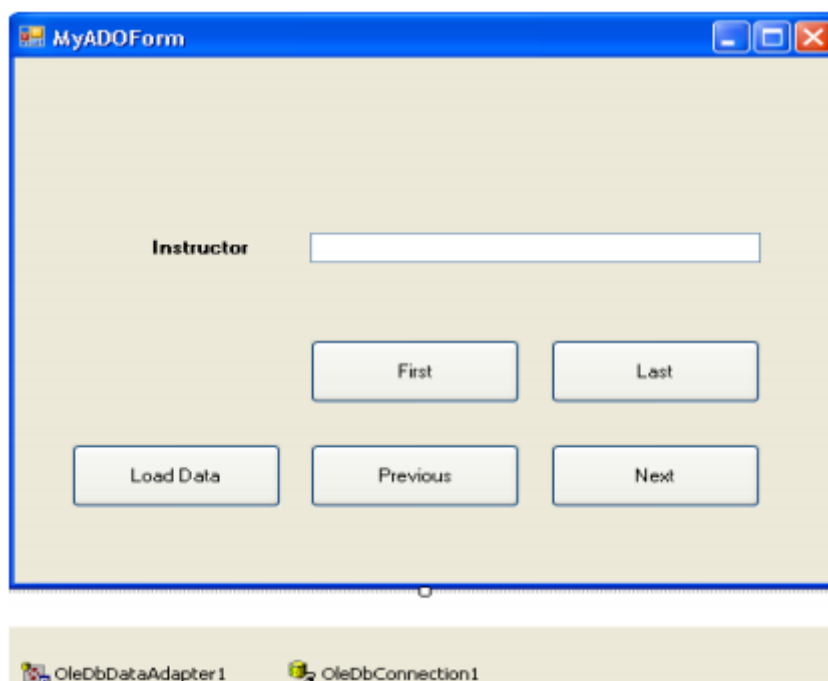 MyADOForm
Instructor
First Last
Load Data Previous Next
OleDbDataAdapter1 OleDbConnection1